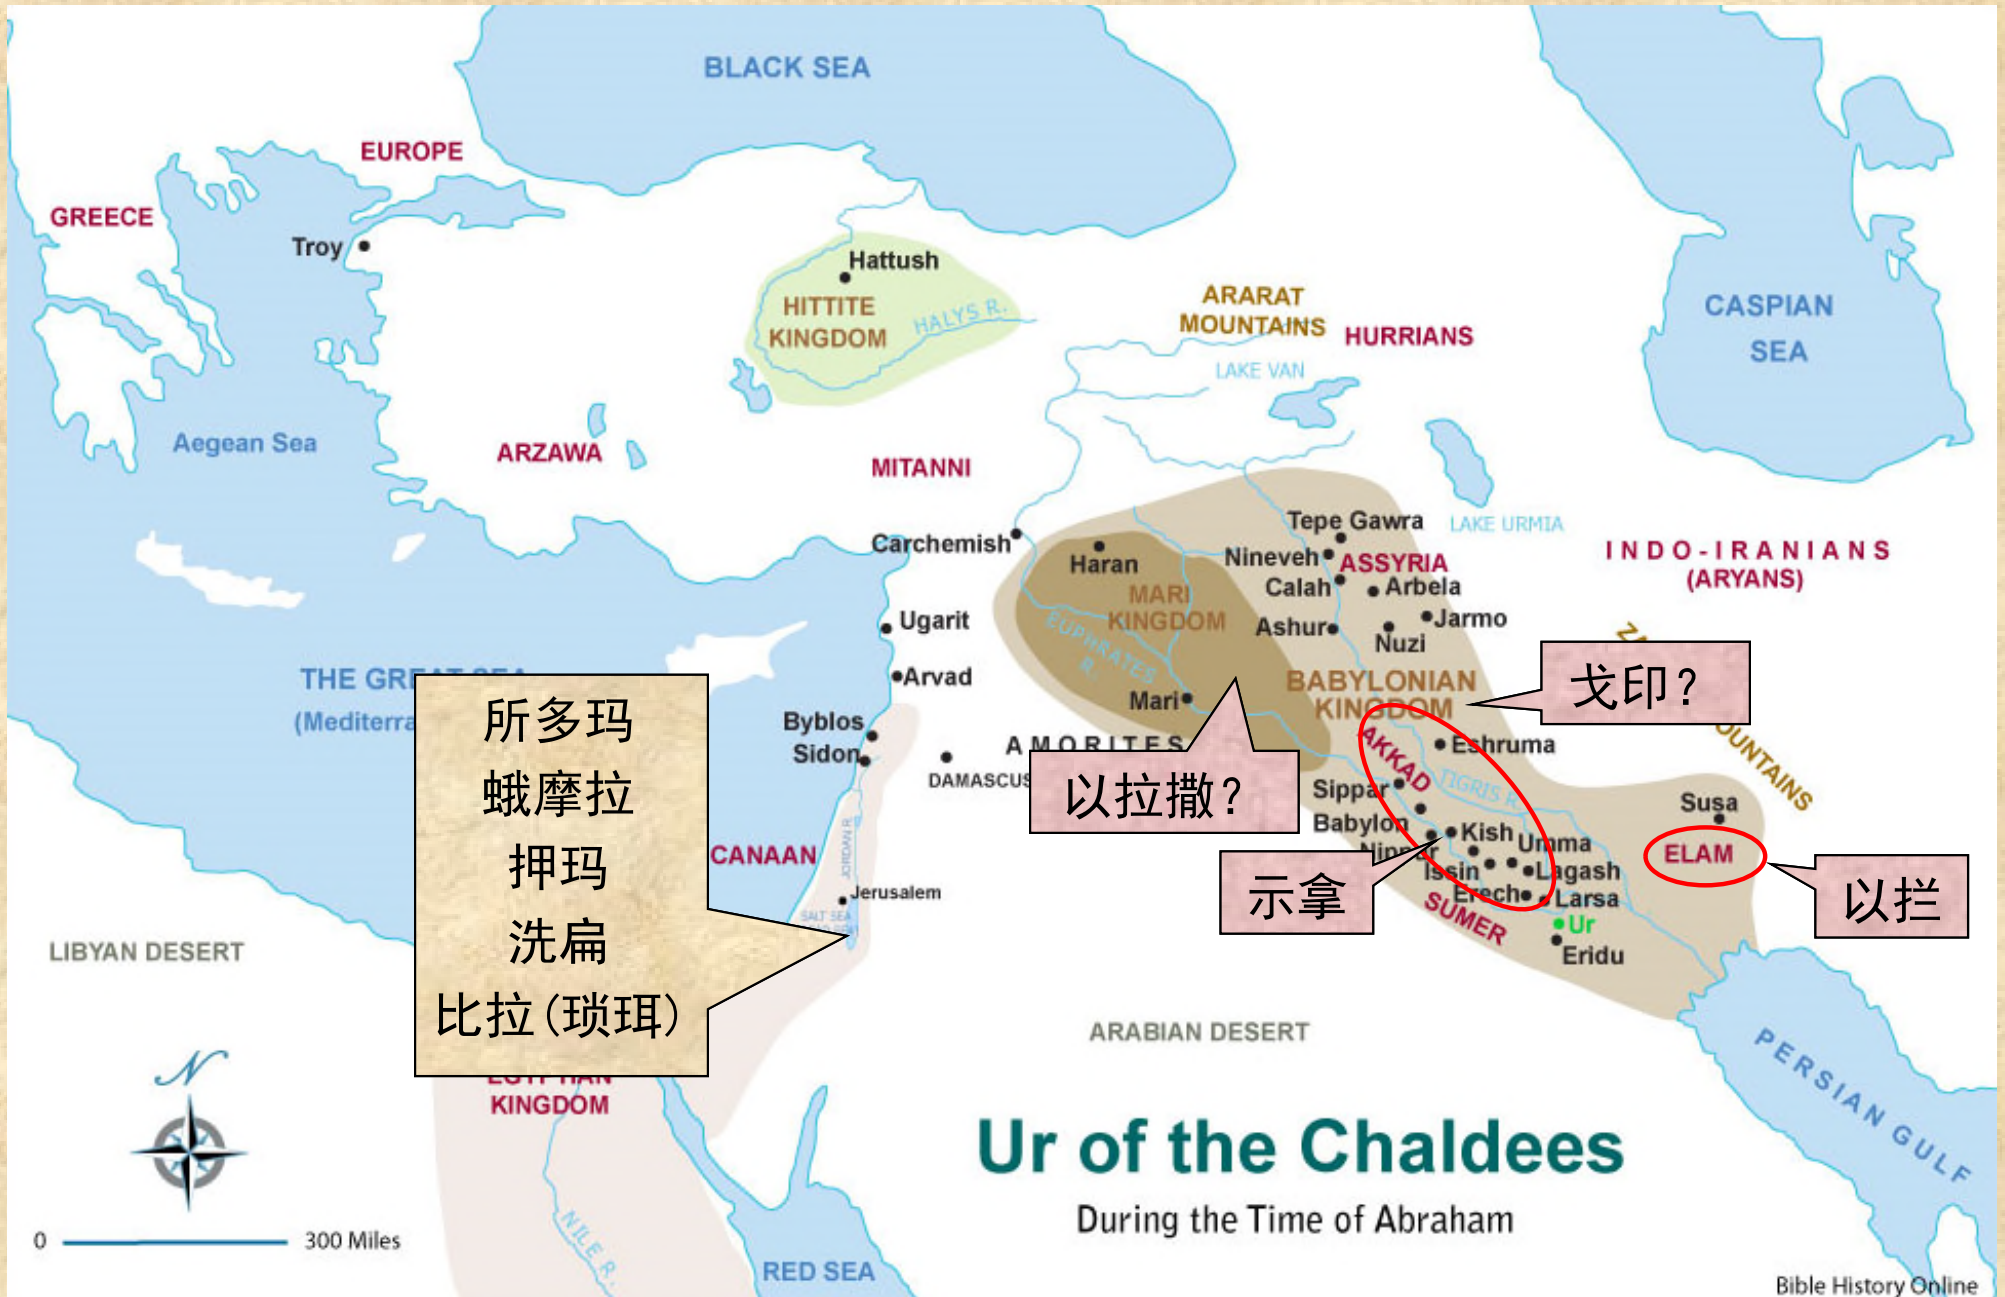 BLACK SEA
EUROPE
GREECE
Troy
Hattush
HITTITE
KINGDOM
HALYS R.
ARARAT
MOUNTAINS
HURRIANS
LAKE VAN
CASPIAN
SEA
Aegean Sea
ARZAWA
MITANNI
Carchemish
Haran
MARI
KINGDOM
EUPHRATES
R.
Mari
Tepe Gawra
LAKE URMIA
Nineveh
ASSYRIA
Calah
Arbela
Ashur
Jarmo
Nuzi
INDO-IRANIANS
(ARYANS)
OUNTAINS
Ugarit
Arvad
THE GREAT SEA
(Mediterra
Byblos
Sidon
AMORITES
DAMASCUS
BABYLONIAN
KINGDOM
戈印？
以拉撒？
AKKAD
Eshruma
TIGRIS R.
Sippar
Babylon
Kish
Umma
Nippur
Issin
Lagash
Erech
Larsa
SUMER
Ur
Eridu
Susa
ELAM
示拿
以拦
所多玛
蛾摩拉
押玛
洗扁
比拉(琐珥)
CANAAN
JORDAN R.
Jerusalem
SALT SEA
LIBYAN DESERT
ARABIAN DESERT
EGYPTIAN
KINGDOM
NILE R.
RED SEA
PERSIAN GULF
N
0
300 Miles
Ur of the Chaldees
During the Time of Abraham
Bible History Online